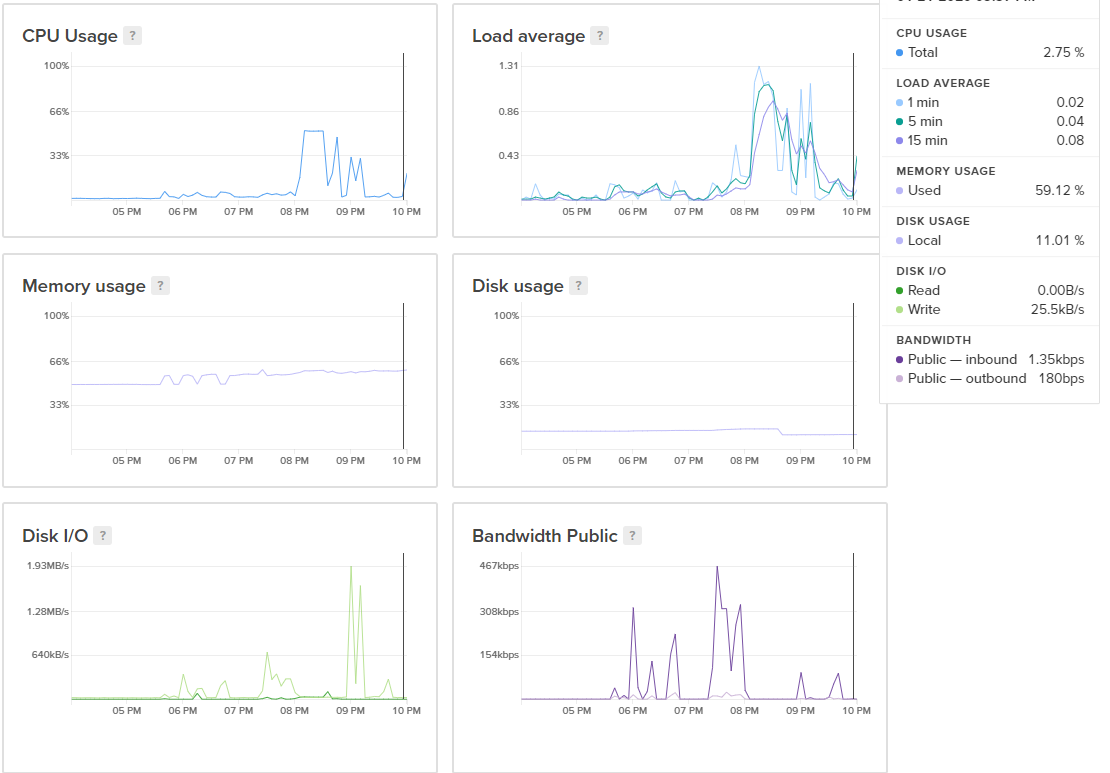 CPU Usage ?
100%
66%
33%
05 PM 06 PM 07 PM 08 PM 09 PM 10 PM
Load average ?
1.31
0.86
0.43
05 PM 06 PM 07 PM 08 PM 09 PM 10 PM
CPU USAGE
Total 2.75 %
LOAD AVERAGE
1 min 0.02
5 min 0.04
15 min 0.08
MEMORY USAGE
Used 59.12 %
DISK USAGE
Local 11.01 %
DISK I/O
Read 0.00B/s
Write 25.5kB/s
BANDWIDTH
Public — inbound 1.35kbps
Public — outbound 180bps
Memory usage ?
100%
66%
33%
05 PM 06 PM 07 PM 08 PM 09 PM 10 PM
Disk usage ?
100%
66%
33%
05 PM 06 PM 07 PM 08 PM 09 PM 10 PM
Disk I/O ?
1.93MB/s
1.28MB/s
640kB/s
05 PM 06 PM 07 PM 08 PM 09 PM 10 PM
Bandwidth Public ?
467kbps
308kbps
154kbps
05 PM 06 PM 07 PM 08 PM 09 PM 10 PM